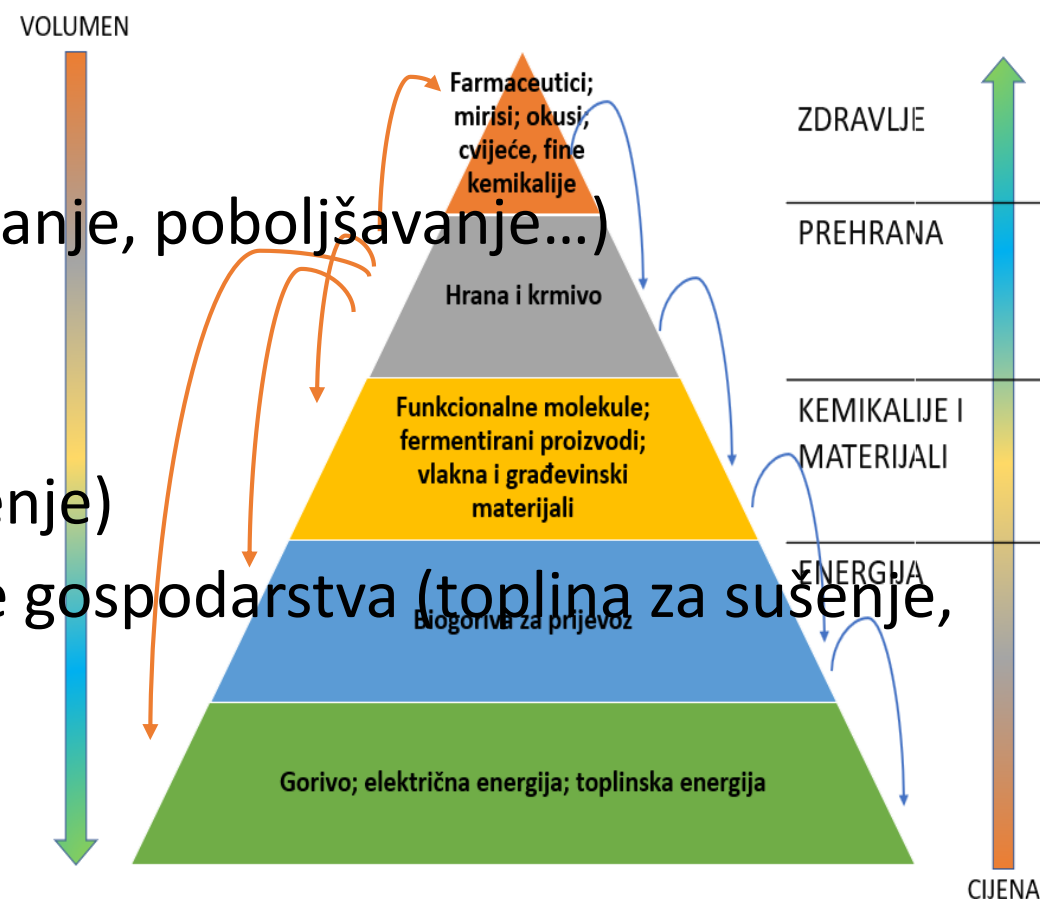 VOLUMEN
Farmaceutici;
mirisi; okusi;
cvijeće, fine
kemikalije
ZDRAVLJE
anje, poboljšavanje...)
PREHRANA
Hrana i krmivo
Funkcionalne molekule;
fermentirani proizvodi;
vlakna i građevinski
materijali
KEMIKALIJE I
MATERIJALI
enje)
ENERGIJA
e gospodarstva (toplina za sušenje,
Biogoriva za prijevoz
Gorivo; električna energija; toplinska energija
CIJENA